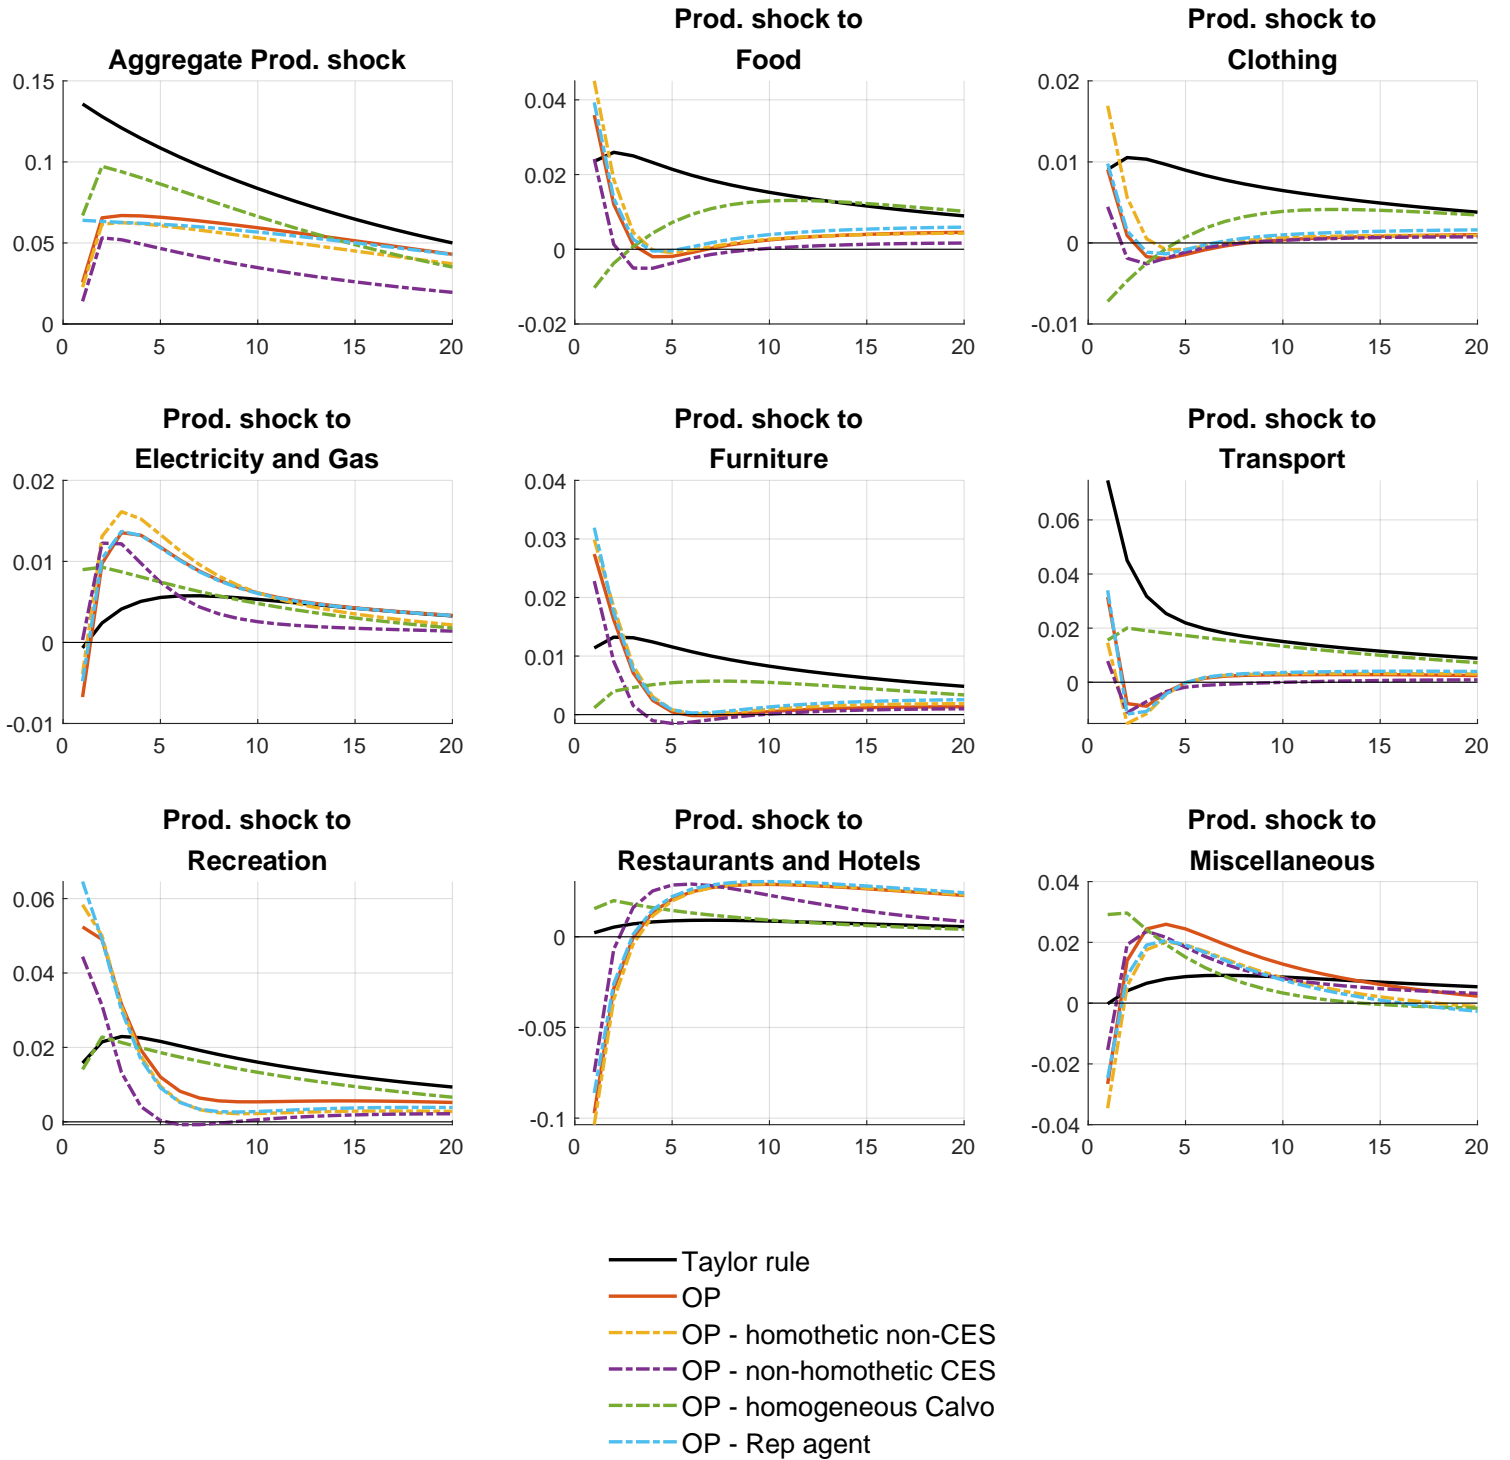 Aggregate Prod. shock
0.15
0.1
0.05
0
0 5 10 15 20
Prod. shock to
Food
0.04
0.02
0
-0.02
0 5 10 15 20
Prod. shock to
Clothing
0.02
0.01
0
-0.01
0 5 10 15 20
Prod. shock to
Electricity and Gas
0.02
0.01
0
-0.01
0 5 10 15 20
Prod. shock to
Furniture
0.04
0.03
0.02
0.01
0
0 5 10 15 20
Prod. shock to
Transport
0.06
0.04
0.02
0
0 5 10 15 20
Prod. shock to
Recreation
0.06
0.04
0.02
0
0 5 10 15 20
Prod. shock to
Restaurants and Hotels
0
-0.05
-0.1
0 5 10 15 20
Prod. shock to
Miscellaneous
0.04
0.02
0
-0.02
-0.04
0 5 10 15 20
Taylor rule
OP
OP - homothetic non-CES
OP - non-homothetic CES
OP - homogeneous Calvo
OP - Rep agent